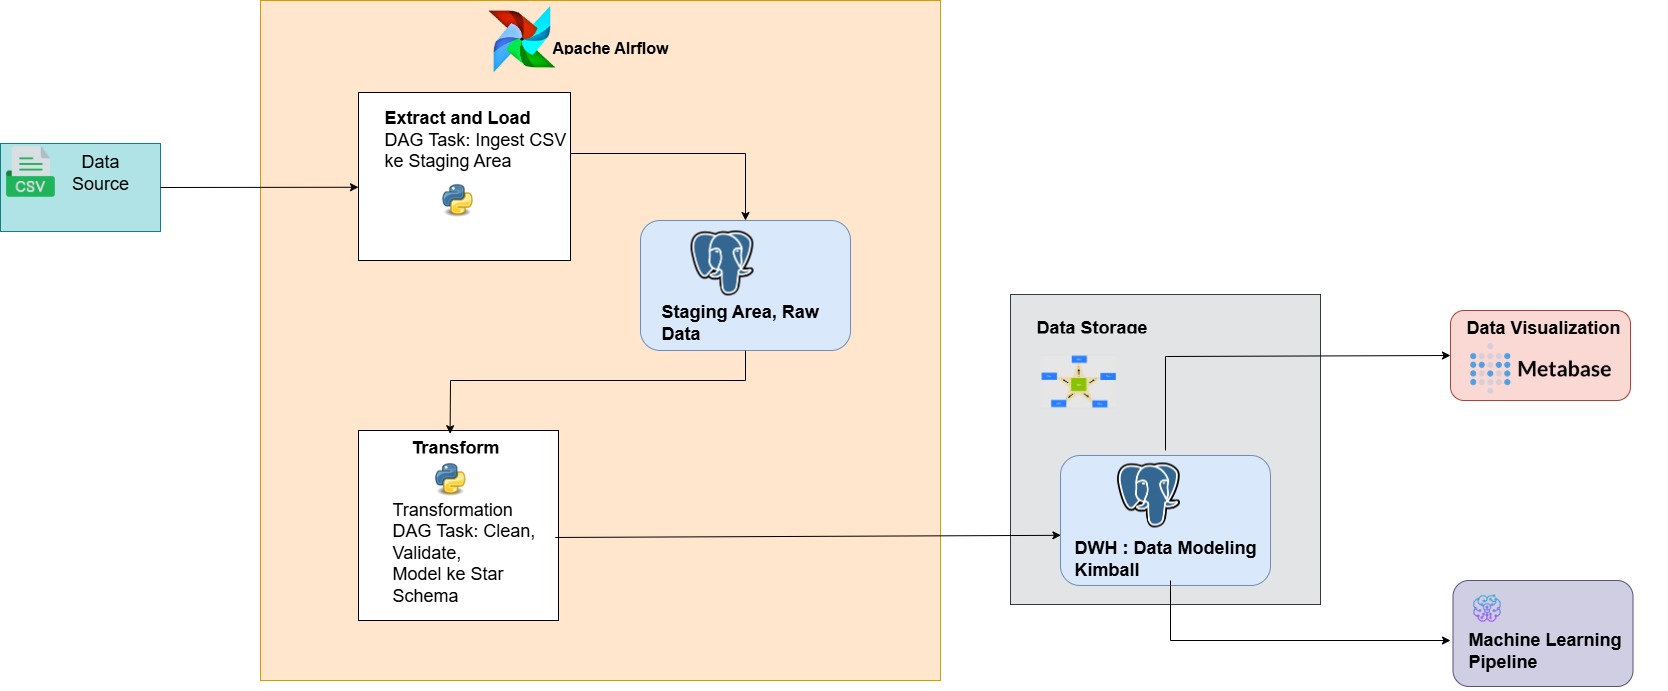 Apache Airflow
Extract and Load
DAG Task: Ingest CSV
ke Staging Area
CSV
Data
Source
Staging Area, Raw
Data
Transform
Transformation
DAG Task: Clean,
Validate,
Model ke Star
Schema
Data Storage
DWH : Data Modeling
Kimball
Data Visualization
Metabase
Machine Learning
Pipeline